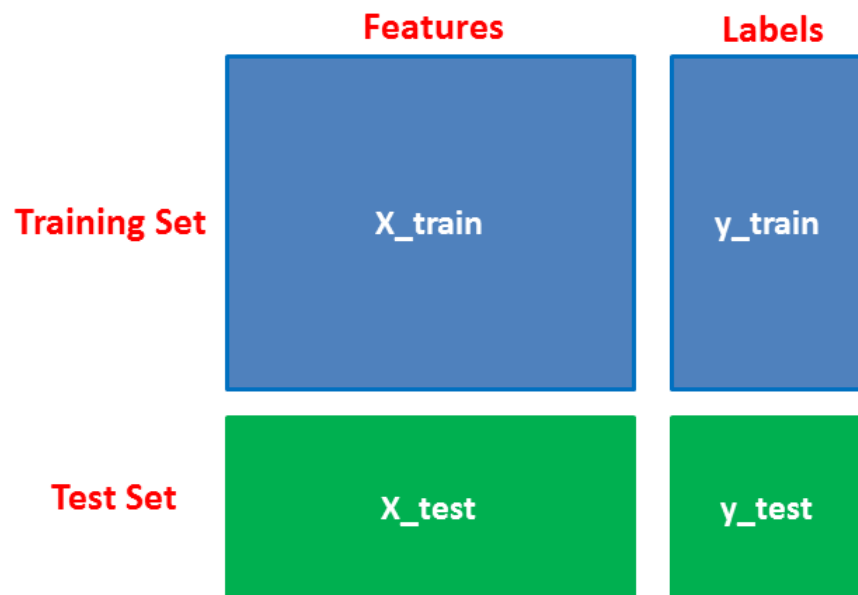 Features Labels
Training Set X_train y_train
Test Set X_test y_test